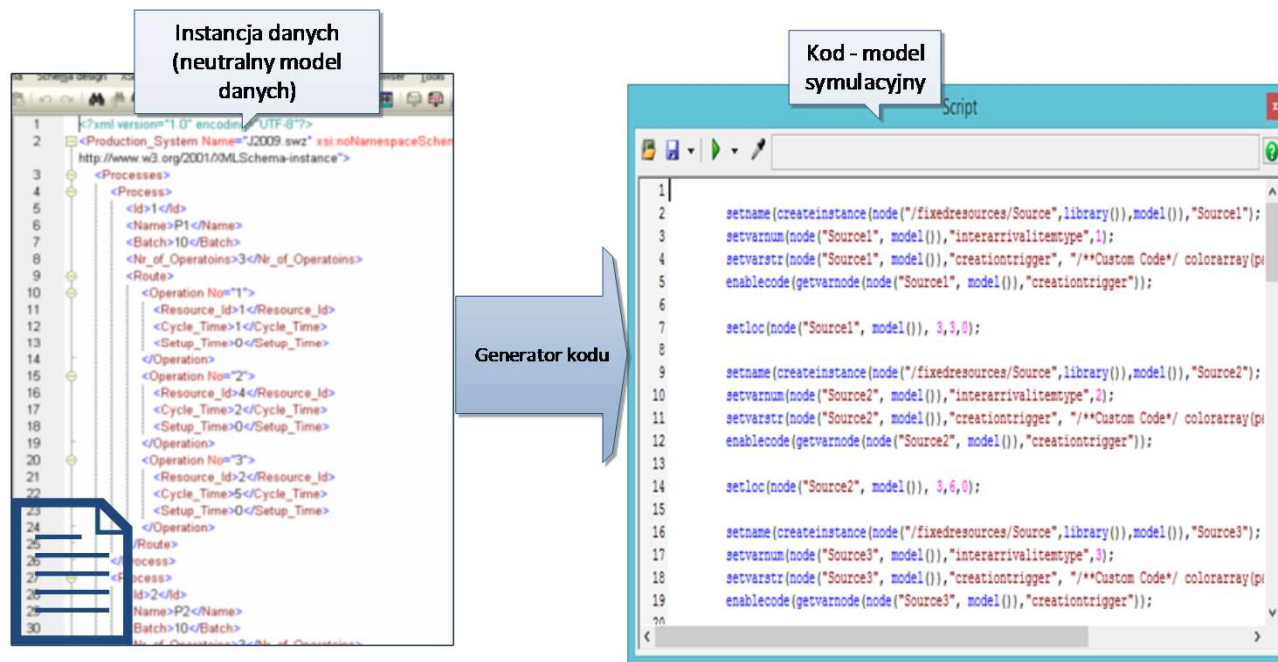 Instancja danych
(neutralny model
danych)
Schema design
Tools
1 <?xml version="1.0" encoding="UTF-8"?>
2 <Production_System Name="J2009.swz" xsi:noNamespaceSchem
http://www.w3.org/2001/XMLSchema-instance">
3 <Processes>
4 <Process>
5 <Id>1</Id>
6 <Name>P1</Name>
7 <Batch>10</Batch>
8 <Nr_of_Operatoins>3</Nr_of_Operatoins>
9 <Route>
10 <Operation No="1">
11 <Resource_Id>1</Resource_Id>
12 <Cycle_Time>1</Cycle_Time>
13 <Setup_Time>0</Setup_Time>
14 </Operation>
15 <Operation No="2">
16 <Resource_Id>4</Resource_Id>
17 <Cycle_Time>2</Cycle_Time>
18 <Setup_Time>0</Setup_Time>
19 </Operation>
20 <Operation No="3">
21 <Resource_Id>2</Resource_Id>
22 <Cycle_Time>5</Cycle_Time>
23 <Setup_Time>0</Setup_Time>
24 </Operation>
25 /Route>
26 </Process>
27 <Process>
28 Id>2</Id>
29 Name>P2</Name>
30 Batch>10</Batch>
Generator kodu
Kod - model
symulacyjny
Script
1
2 setname(createinstance(node("/fixedresources/Source",library()),model()),"Source1");
3 setvarnum(node("Source1", model()),"interarrivalitemtype",1);
4 setvarstr(node("Source1", model()),"creationtrigger", "/**Custom Code*/ colorarray(pa
5 enablecode(getvarnode(node("Source1", model()),"creationtrigger"));
6
7 setloc(node("Source1", model()), 3,3,0);
8
9 setname(createinstance(node("/fixedresources/Source",library()),model()),"Source2");
10 setvarnum(node("Source2", model()),"interarrivalitemtype",2);
11 setvarstr(node("Source2", model()),"creationtrigger", "/**Custom Code*/ colorarray(pa
12 enablecode(getvarnode(node("Source2", model()),"creationtrigger"));
13
14 setloc(node("Source2", model()), 3,6,0);
15
16 setname(createinstance(node("/fixedresources/Source",library()),model()),"Source3");
17 setvarnum(node("Source3", model()),"interarrivalitemtype",3);
18 setvarstr(node("Source3", model()),"creationtrigger", "/**Custom Code*/ colorarray(pa
19 enablecode(getvarnode(node("Source3", model()),"creationtrigger"));
20